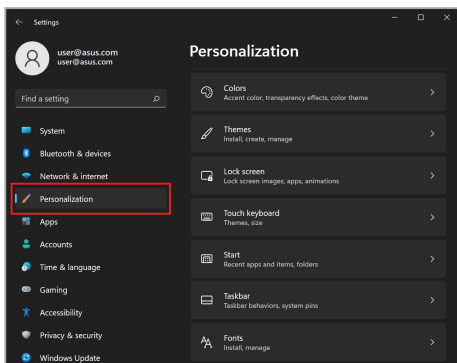 Settings
user@asus.com
user@asus.com
Find a setting
System
Bluetooth & devices
Network & internet
Personalization
Apps
Accounts
Time & language
Gaming
Accessibility
Privacy & security
Windows Update
Personalization
Colors
Accent color, transparency effects, color theme
Themes
Install, create, manage
Lock screen
Lock screen images, apps, animations
Touch keyboard
Themes, size
Start
Recent apps and items, folders
Taskbar
Taskbar behaviors, system pins
Fonts
Install, manage